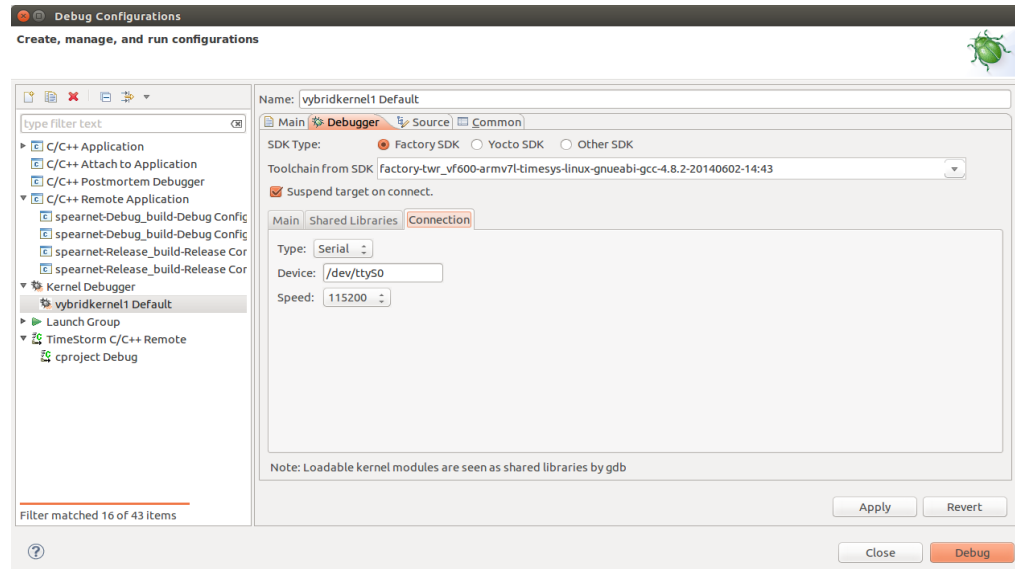 Debug Configurations
Create, manage, and run configurations
type filter text
C/C++ Application
C/C++ Attach to Application
C/C++ Postmortem Debugger
C/C++ Remote Application
spearnet-Debug_build-Debug Config
spearnet-Debug_build-Debug Config
spearnet-Release_build-Release Cor
spearnet-Release_build-Release Cor
Kernel Debugger
vybridkernel1 Default
Launch Group
TimeStorm C/C++ Remote
cproject Debug
Filter matched 16 of 43 items
Name: vybridkernel1 Default
Main Debugger Source Common
SDK Type: Factory SDK Yocto SDK Other SDK
Toolchain from SDK factory-twr_vf600-armv7l-timesys-linux-gnueabi-gcc-4.8.2-20140602-14:43
Suspend target on connect.
Main Shared Libraries Connection
Type: Serial
Device: /dev/ttyS0
Speed: 115200
Note: Loadable kernel modules are seen as shared libraries by gdb
Apply Revert
? Close Debug